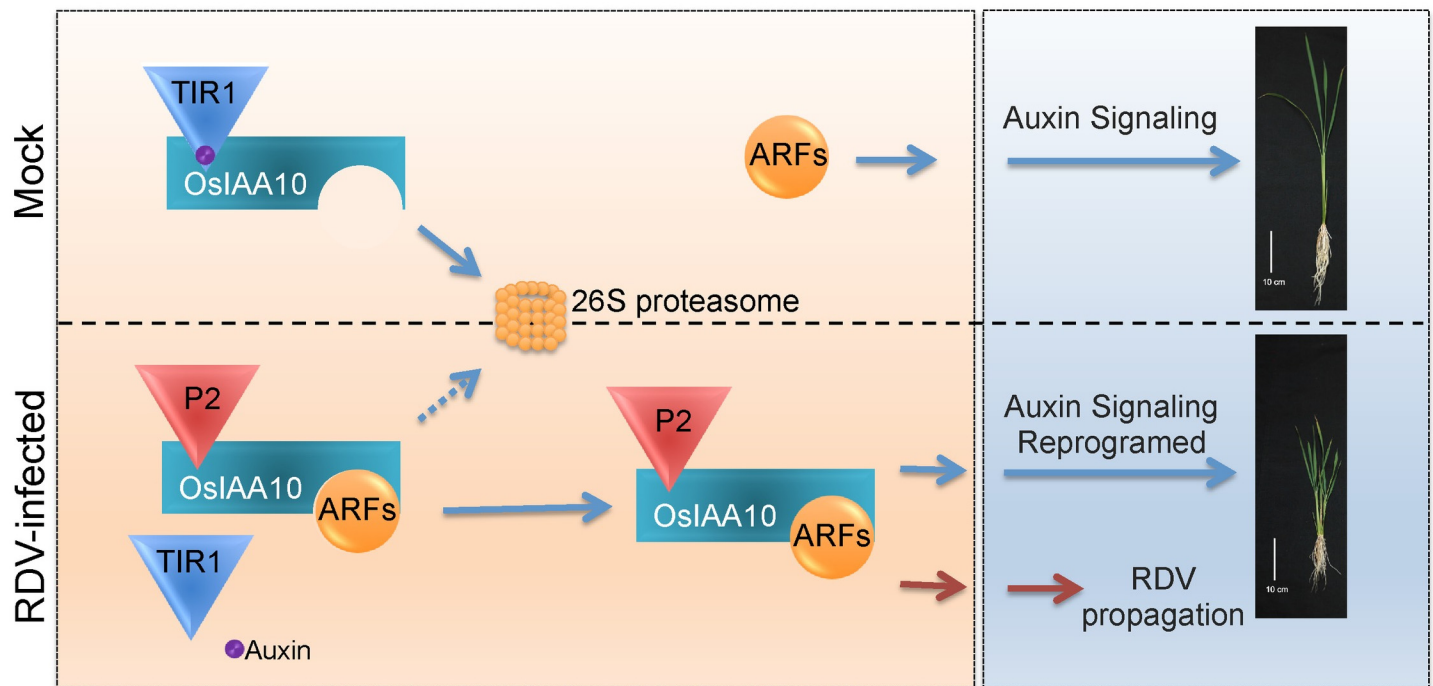 Mock
TIR1
OsIAA10
ARFs
Auxin Signaling
10 cm
26S proteasome
RDV-infected
P2
OsIAA10
ARFs
TIR1
Auxin
P2
OsIAA10
ARFs
Auxin Signaling
Reprogramed
RDV
propagation
10 cm